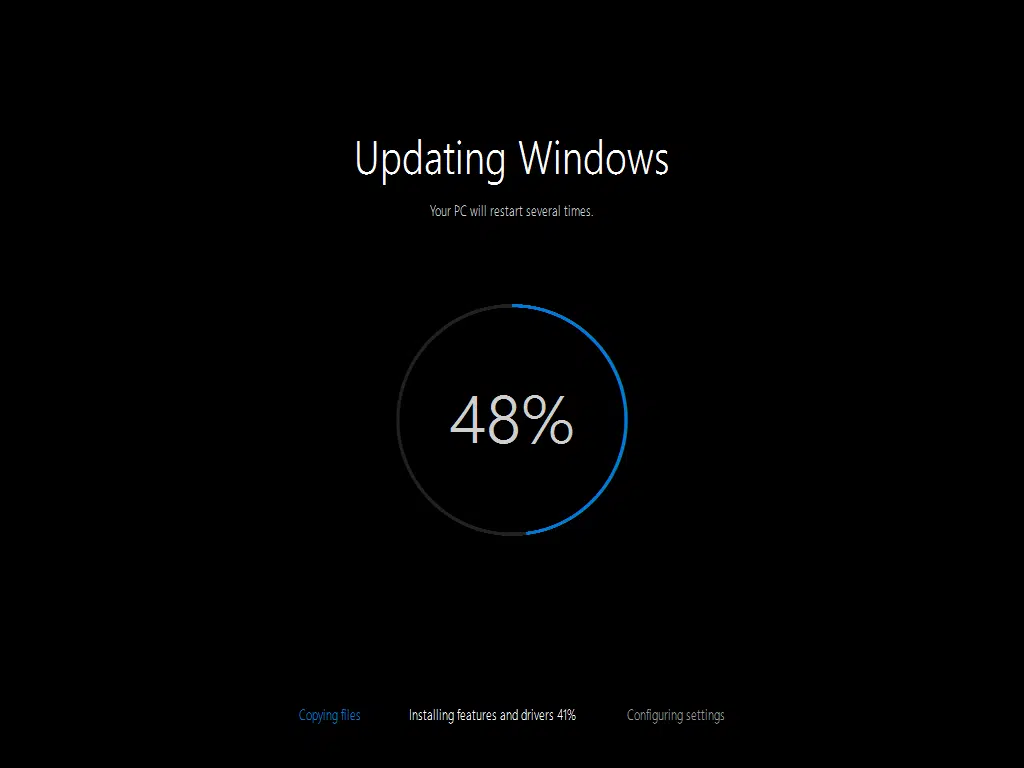 Updating Windows
Your PC will restart several times.
48%
Copying files
Installing features and drivers 41%
Configuring settings